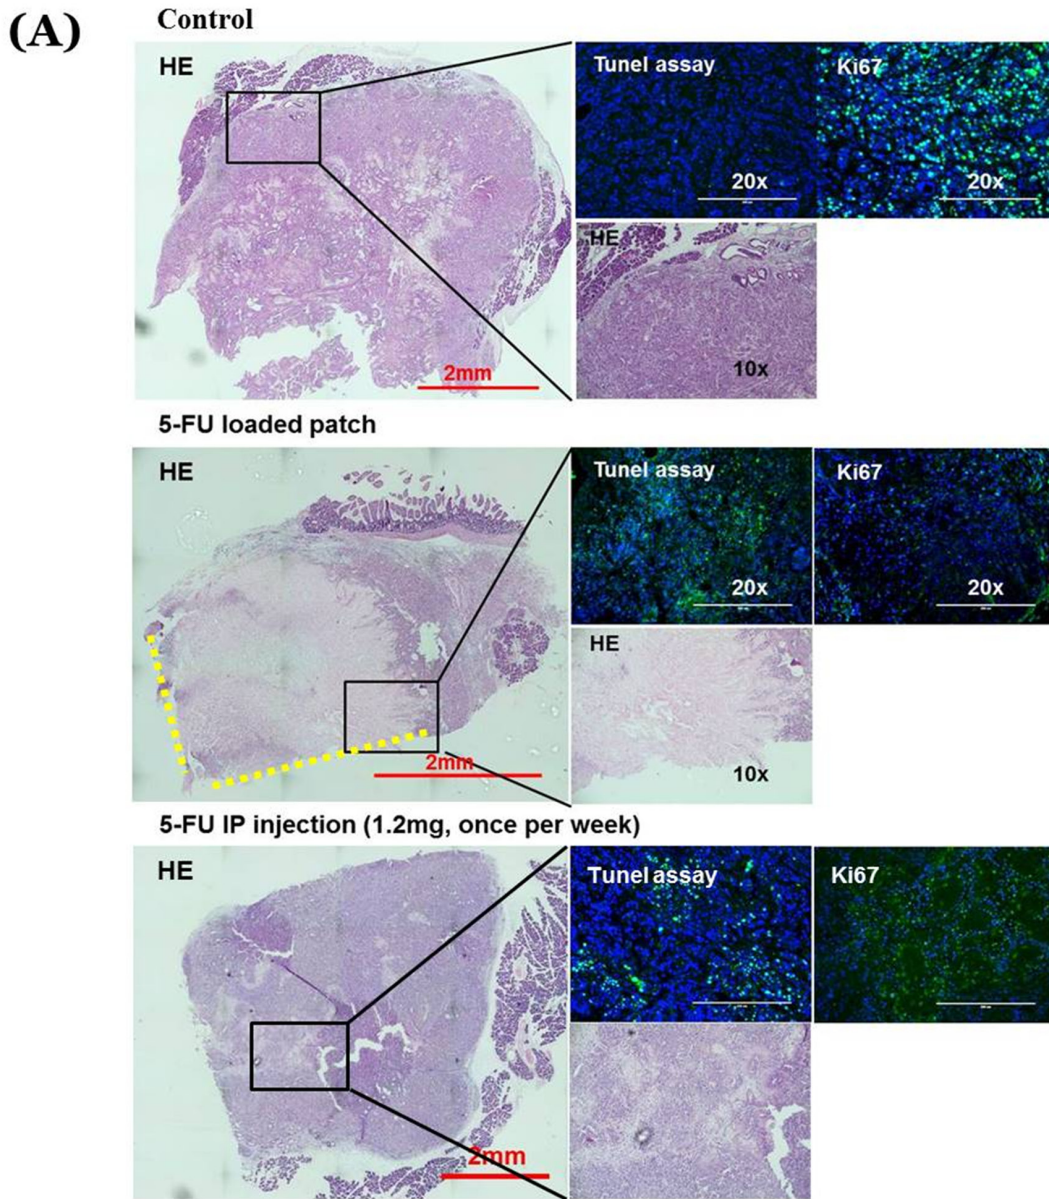 (A)
Control
HE
Tunel assay
Ki67
20x
20x
HE
10x
2mm
5-FU loaded patch
HE
Tunel assay
Ki67
20x
20x
HE
10x
2mm
5-FU IP injection (1.2mg, once per week)
HE
Tunel assay
Ki67
2mm